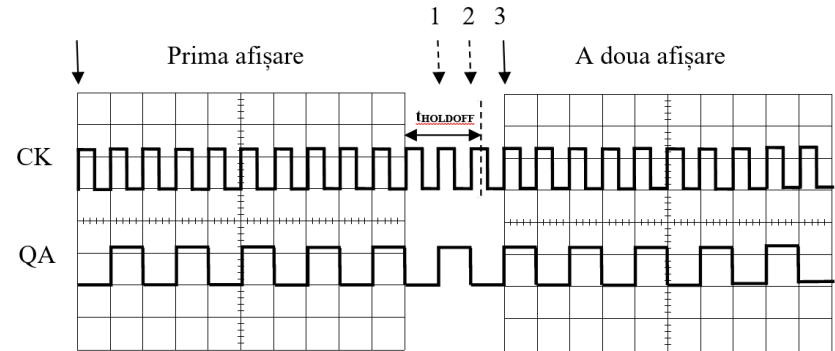 1 2 3
Prima afișare
A doua afișare
tHOLDOFF
CK
QA